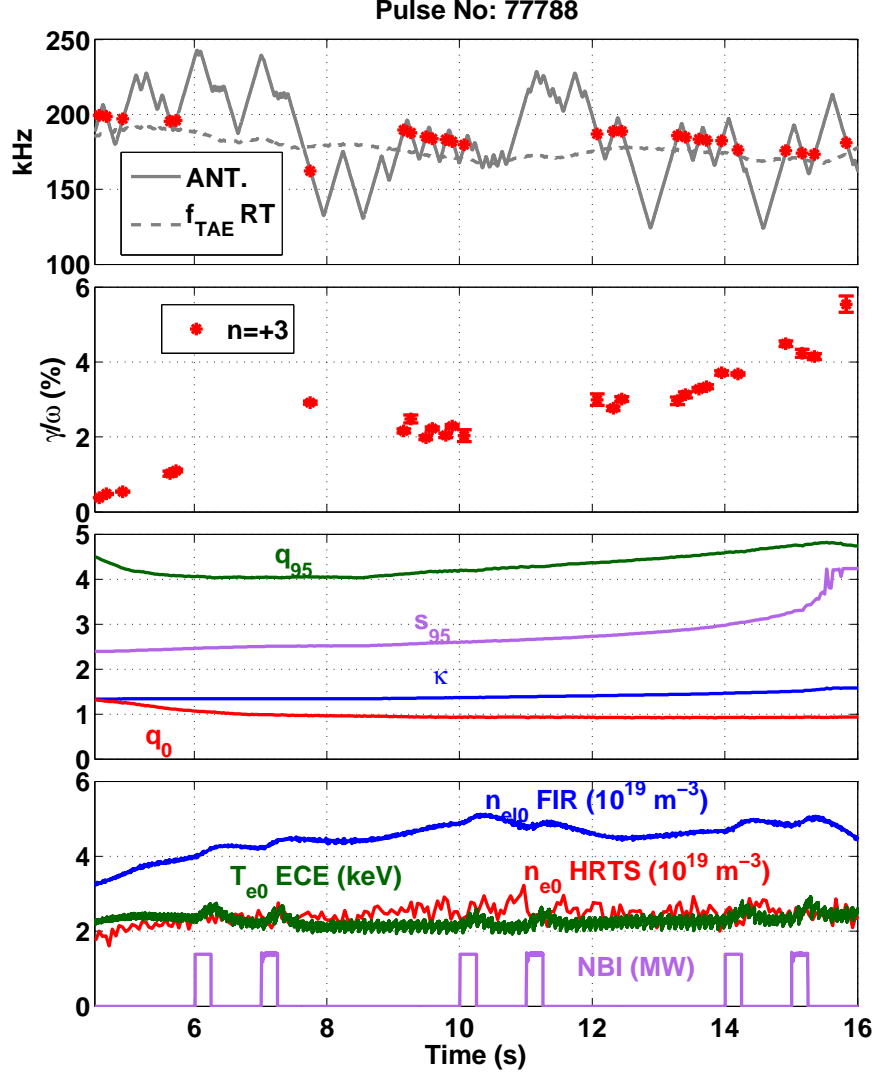 Pulse No: 77788
250
200
150
100
kHz
ANT.
f_TAE RT
6
4
2
0
γ/ω (%)
n=+3
5
4
3
2
1
0
q_95
s_95
κ
q_0
6
4
2
0
n_el0 FIR (10^19 m^-3)
T_e0 ECE (keV)
n_e0 HRTS (10^19 m^-3)
NBI (MW)
6 8 10 12 14 16
Time (s)